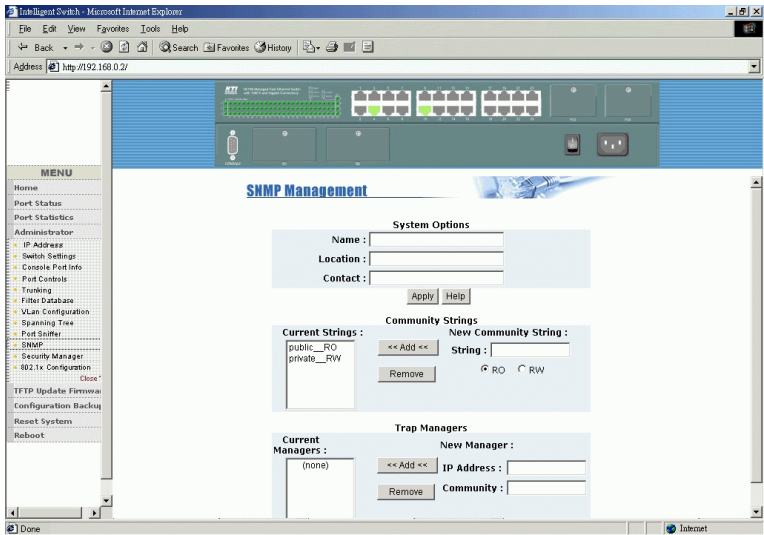 Intelligent Switch - Microsoft Internet Explorer
File Edit View Favorites Tools Help
Back Search Favorites History
Address http://192.168.0.2/
KTI
CONSOLE
MENU
Home
Port Status
Port Statistics
Administrator
IP Address
Switch Settings
Console Port Info
Port Controls
Trunking
Filter Database
VLan Configuration
Spanning Tree
Port Sniffer
SNMP
Security Manager
802.1x Configuration
Close
TFTP Update Firmwa
Configuration Backup
Reset System
Reboot
SNMP Management
System Options
Name :
Location :
Contact :
Apply Help
Community Strings
Current Strings : New Community String :
public__RO
private__RW
<< Add <<
String :
Remove
RO RW
Trap Managers
Current Managers :
New Manager :
(none)
<< Add <<
IP Address :
Remove
Community :
Done Internet